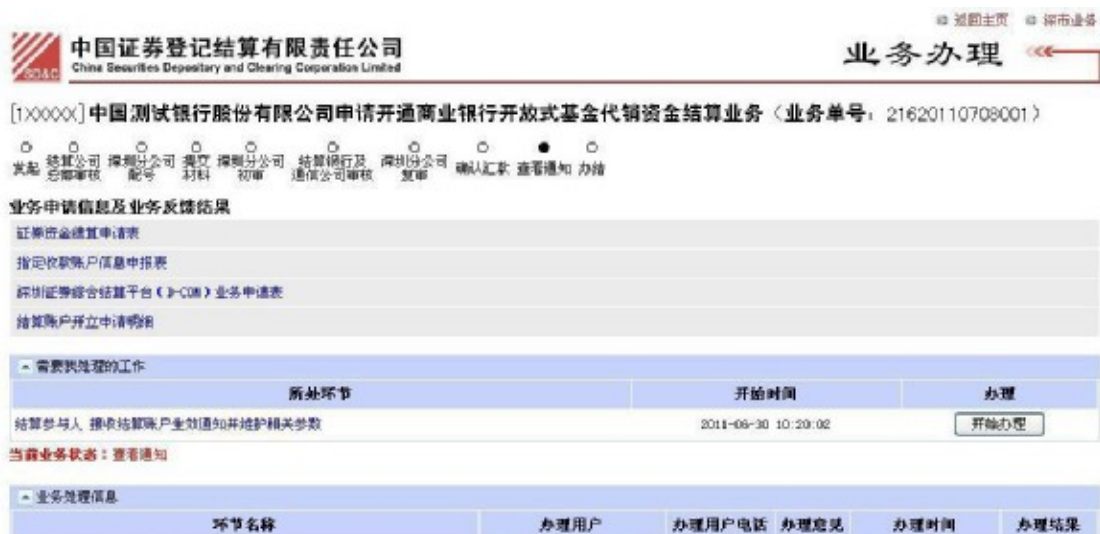 返回主页 深市业务
中国证券登记结算有限责任公司
China Securities Depository and Clearing Corporation Limited
SD&C
业务办理
[1XXXXX]中国测试银行股份有限公司申请开通商业银行开放式基金代销资金结算业务（业务单号：21620110708001）
发起 结算公司总部审核 深圳分公司配号 提交材料 深圳分公司初审 结算银行及通信公司审核 深圳分公司复审 确认汇款 查看通知 办结
业务申请信息及业务反馈结果
证券资金结算申请表
指定收款账户信息申报表
深圳证券综合结算平台（D-COM）业务申请表
结算账户开立申请明细
需要我处理的工作
所处环节 开始时间 办理
结算参与人 接收结算账户生效通知并维护相关参数 2011-06-30 10:20:02 开始办理
当前业务状态：查看通知
业务处理信息
环节名称 办理用户 办理用户电话 办理意见 办理时间 办理结果